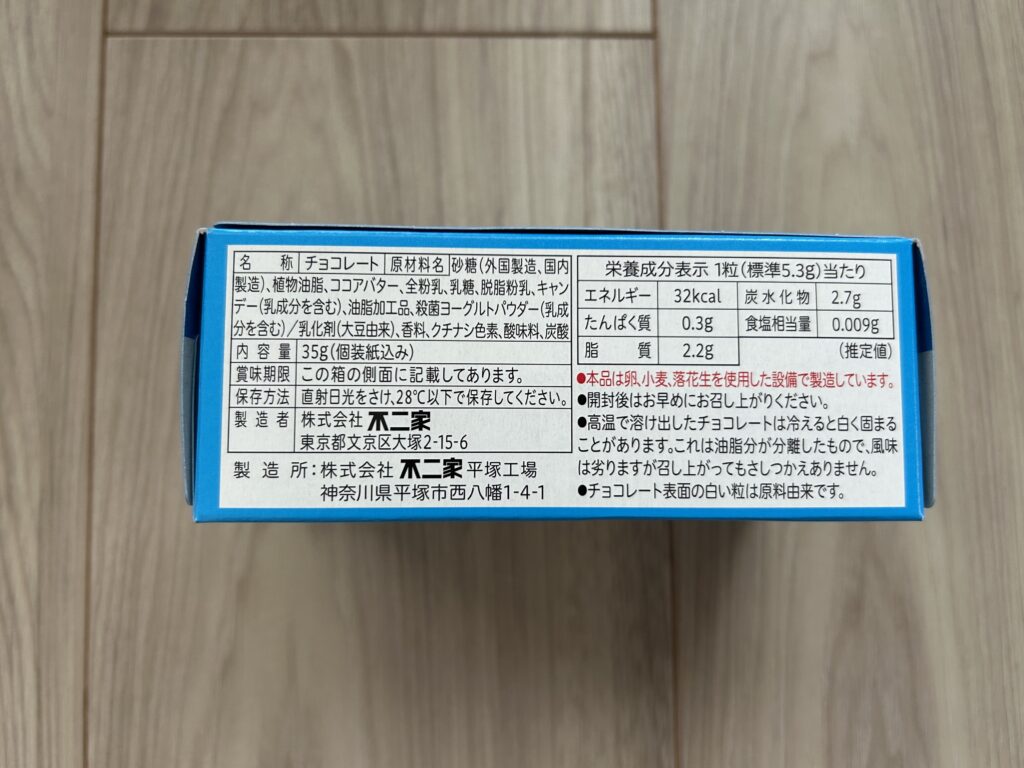 名称 チョコレート 原材料名 砂糖(外国製造、国内
製造)、植物油脂、ココアバター、全粉乳、乳糖、脱脂粉乳、キャン
デー(乳成分を含む)、油脂加工品、殺菌ヨーグルトパウダー(乳成
分を含む)/乳化剤(大豆由来)、香料、クチナシ色素、酸味料、炭酸
内容量 35g(個装紙込み)
賞味期限 この箱の側面に記載してあります。
保存方法 直射日光をさけ、28℃以下で保存してください。
製造者 株式会社 不二家
東京都文京区大塚2-15-6
製造所:株式会社 不二家 平塚工場
神奈川県平塚市西八幡1-4-1
栄養成分表示 1粒(標準5.3g)当たり
エネルギー 32kcal 炭水化物 2.7g
たんぱく質 0.3g 食塩相当量 0.009g
脂質 2.2g (推定値)
●本品は卵、小麦、落花生を使用した設備で製造しています。
●開封後はお早めにお召し上がりください。
●高温で溶け出したチョコレートは冷えると白く固まる
ことがあります。これは油脂分が分離したもので、風味
は劣りますが召し上がってもさしつかえありません。
●チョコレート表面の白い粒は原料由来です。